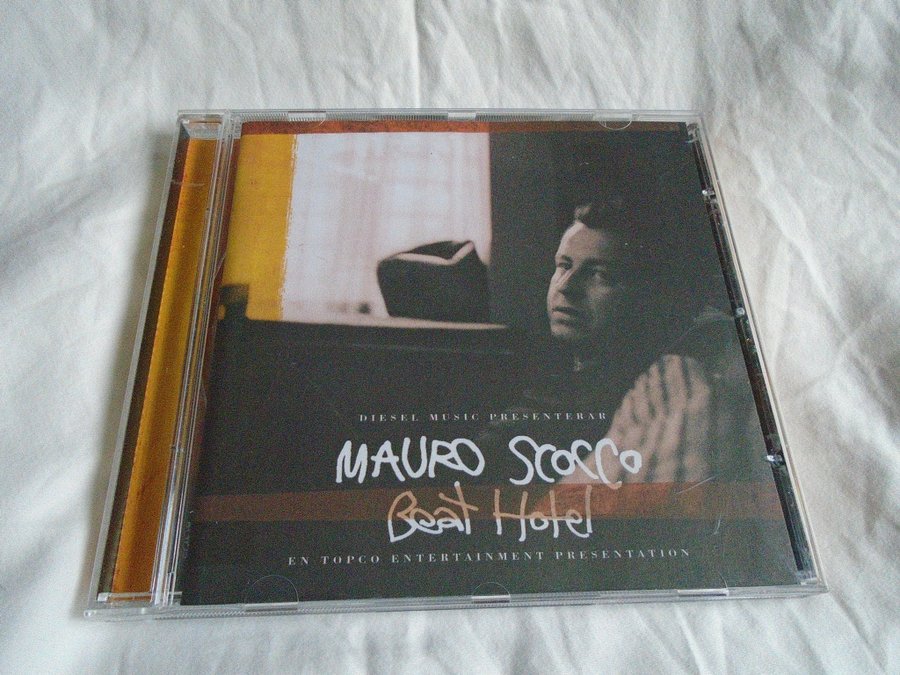 DIESEL MUSIC PRESENTERAR
MAURO SCOCCO
Beat Hotel
EN TOPCO ENTERTAINMENT PRESENTATION